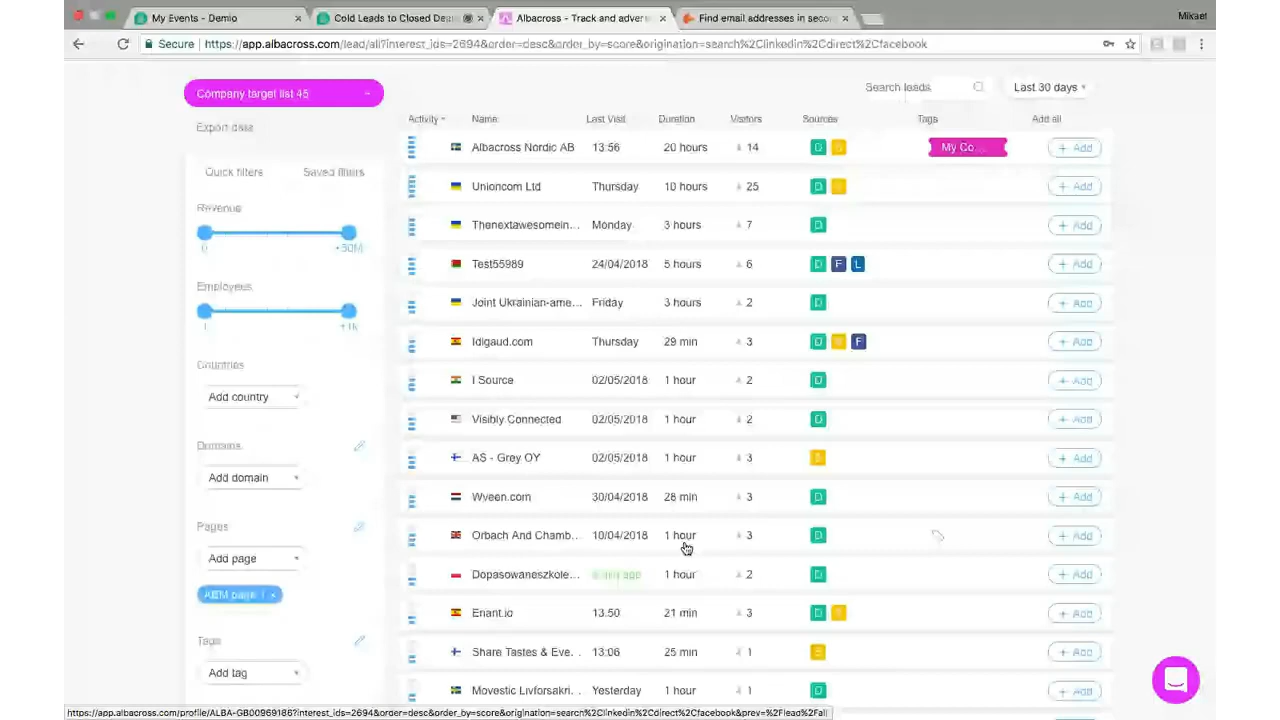 My Events - Demio
Cold Leads to Closed De
Albacross - Track and adver
Find email addresses in seco
Mikael
Secure
https://app.albacross.com/lead/all?interest_ids=2694&order=desc&order_by=score&origination=search%2Clinkedin%2Cdirect%2Cfacebook
Company target list 45
Search leads
Last 30 days
Export data
Activity Name: Last Visit Duration Visitors Sources Tags Add all
Albacross Nordic AB 13:56 20 hours 14 D My Co... + Add
Quick filters Saved filters
Unioncom Ltd Thursday 10 hours 25 D + Add
Revenue
Thenextawesomein... Monday 3 hours 7 D + Add
0 +50M
Test55989 24/04/2018 5 hours 6 D F L + Add
Employees
Joint Ukrainian-ame... Friday 3 hours 2 D + Add
1 +1k
Idigaud.com Thursday 29 min 3 D F + Add
Countries
I Source 02/05/2018 1 hour 2 D + Add
Add country
Visibly Connected 02/05/2018 1 hour 2 D + Add
Domains
AS - Grey OY 02/05/2018 1 hour 3 + Add
Add domain
Wveen.com 30/04/2018 28 min 3 D + Add
Pages
Orbach And Chamb... 10/04/2018 1 hour 3 D + Add
Add page
Dopasowaneszkole... 1 hour 2 D + Add
ABM page
Enant.io 13:50 21 min 3 D + Add
Tags
Share Tastes & Eve... 13:06 25 min 1 + Add
Add tag
Movestic Livforsakri... Yesterday 1 hour 1 D + Add
https://app.albacross.com/profile/ALBA-GB00969186?interest_ids=2694&order=desc&order_by=score&origination=search%2Clinkedin%2Cdirect%2Cfacebook&prev=%2Flead%2Fall